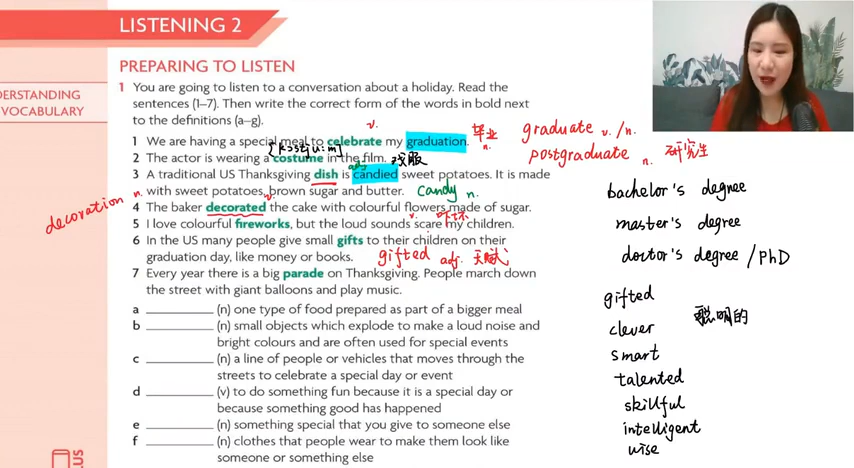 LISTENING 2
PREPARING TO LISTEN
ERSTANDING
VOCABULARY
1 You are going to listen to a conversation about a holiday. Read the
sentences (1–7). Then write the correct form of the words in bold next
to the definitions (a–g).
v.
1 We are having a special meal to celebrate my graduation.
毕业
n.
graduate v. /n.
[kɒstju:m]
2 The actor is wearing a costume in the film.
戏服
postgraduate n. 研究生
adj.
3 A traditional US Thanksgiving dish is candied sweet potatoes. It is made
with sweet potatoes, brown sugar and butter.
candy n.
bachelor's degree
decoration n.
v.
4 The baker decorated the cake with colourful flowers made of sugar.
master's degree
v. 吓坏
5 I love colourful fireworks, but the loud sounds scare my children.
6 In the US many people give small gifts to their children on their
graduation day, like money or books.
gifted adj. 天赋
doctor's degree / PhD
7 Every year there is a big parade on Thanksgiving. People march down
the street with giant balloons and play music.
gifted
clever
聪明的
smart
talented
skillful
intelligent
wise
a (n) one type of food prepared as part of a bigger meal
b (n) small objects which explode to make a loud noise and
bright colours and are often used for special events
c (n) a line of people or vehicles that moves through the
streets to celebrate a special day or event
d (v) to do something fun because it is a special day or
because something good has happened
e (n) something special that you give to someone else
f (n) clothes that people wear to make them look like
someone or something else
LUS